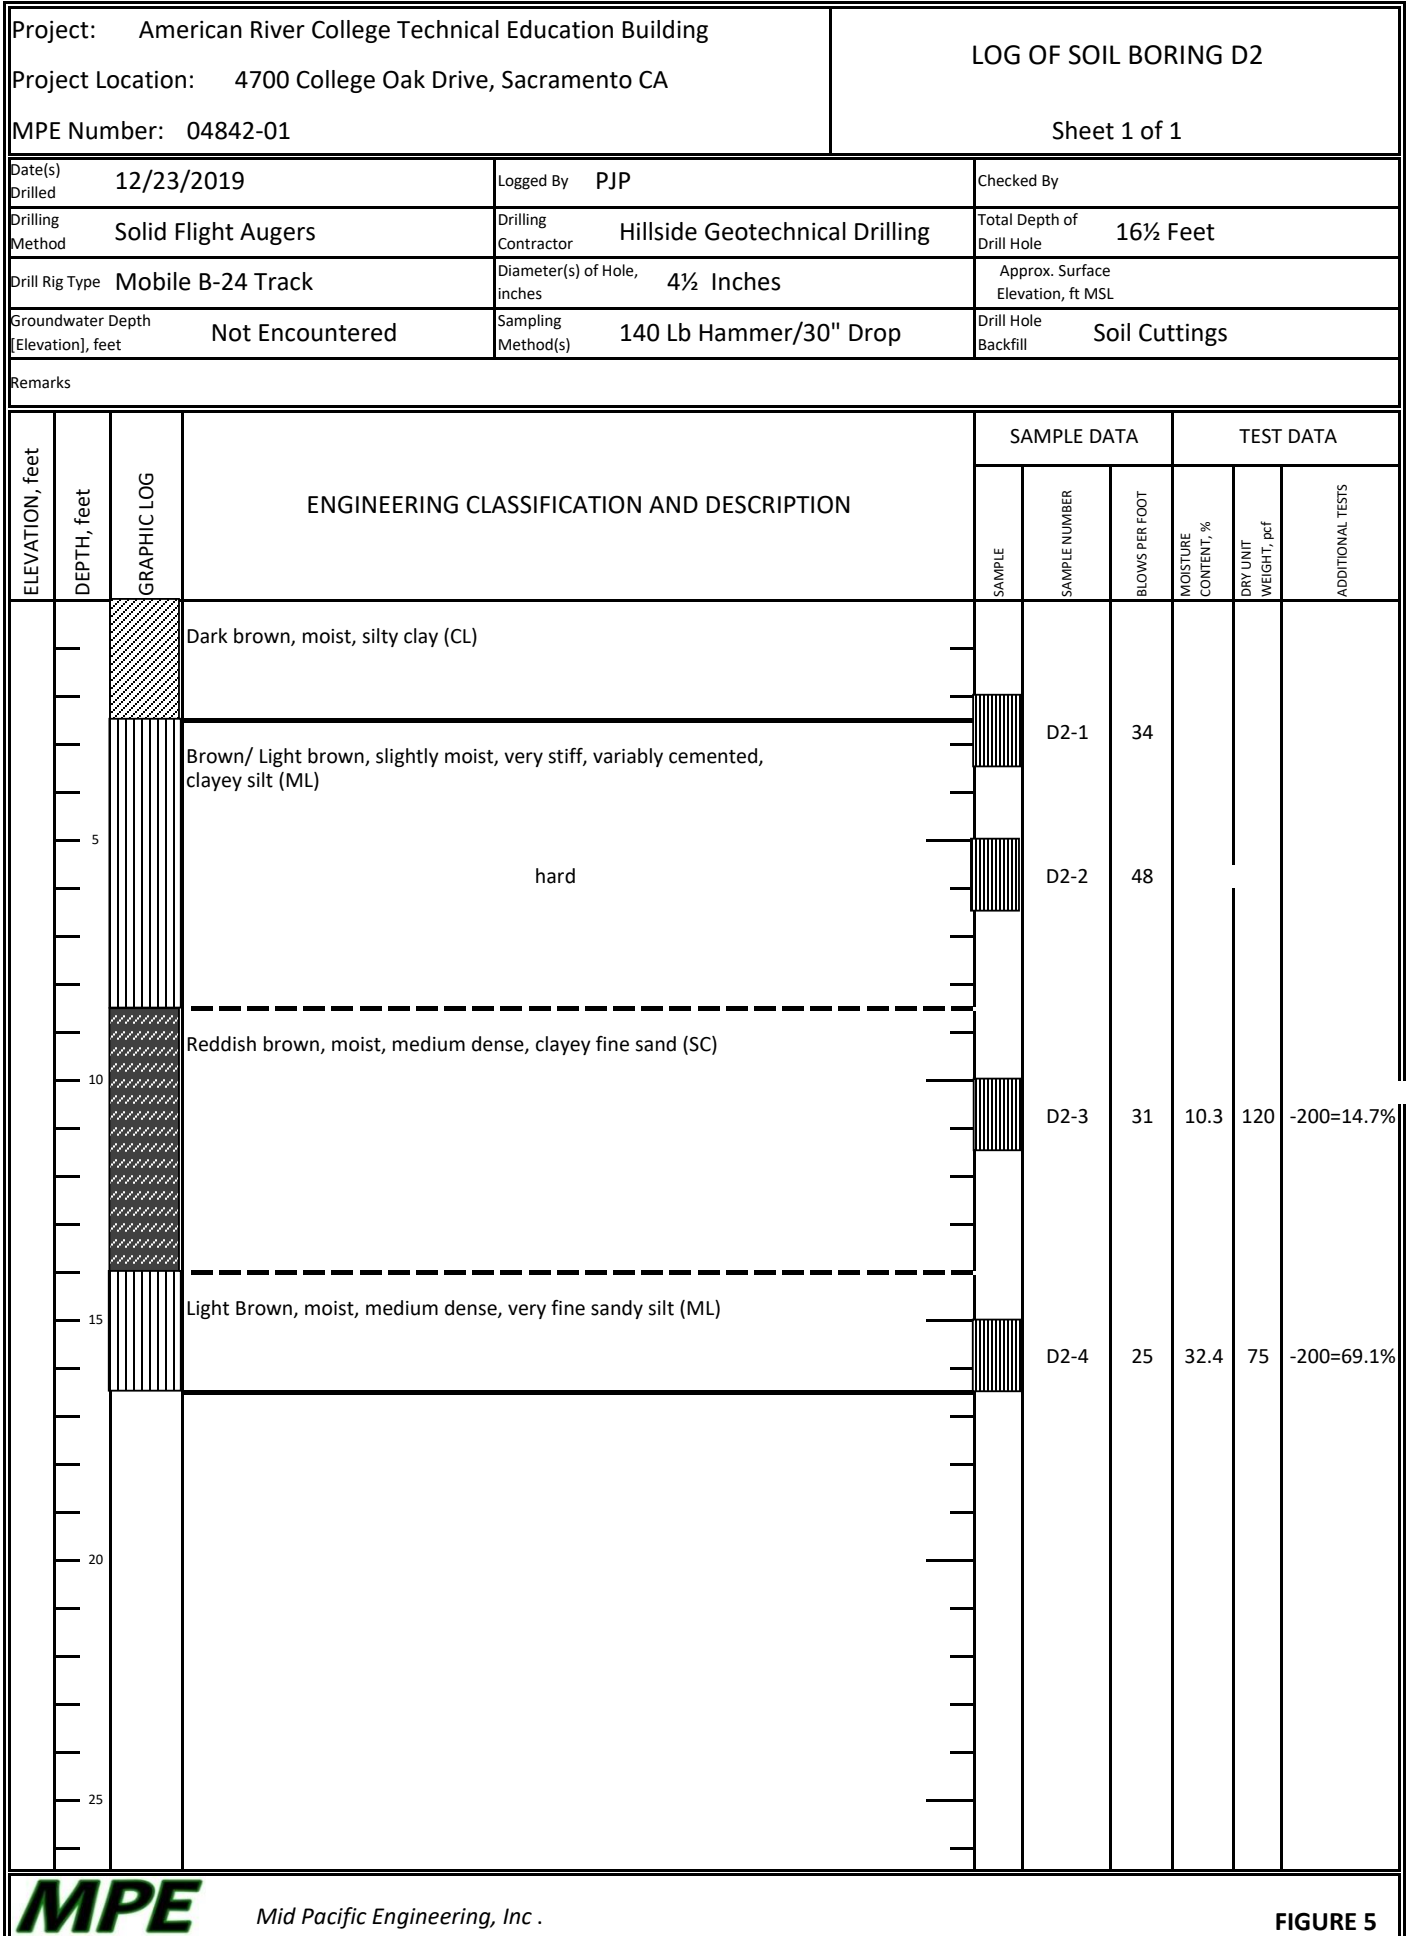 Project: American River College Technical Education Building
Project Location: 4700 College Oak Drive, Sacramento CA
MPE Number: 04842-01
LOG OF SOIL BORING D2
Sheet 1 of 1
Date(s)
Drilled
12/23/2019
Logged By PJP
Checked By
Drilling
Method
Solid Flight Augers
Drilling
Contractor
Hillside Geotechnical Drilling
Total Depth of
Drill Hole
16½ Feet
Drill Rig Type Mobile B-24 Track
Diameter(s) of Hole,
inches
4½ Inches
Approx. Surface
Elevation, ft MSL
Groundwater Depth
[Elevation], feet
Not Encountered
Sampling
Method(s)
140 Lb Hammer/30" Drop
Drill Hole
Backfill
Soil Cuttings
Remarks
ELEVATION, feet
DEPTH, feet
GRAPHIC LOG
ENGINEERING CLASSIFICATION AND DESCRIPTION
SAMPLE DATA
TEST DATA
SAMPLE
SAMPLE NUMBER
BLOWS PER FOOT
MOISTURE
CONTENT, %
DRY UNIT
WEIGHT, pcf
ADDITIONAL TESTS
Dark brown, moist, silty clay (CL)
D2-1 34
Brown/ Light brown, slightly moist, very stiff, variably cemented,
clayey silt (ML)
5
hard
D2-2 48
Reddish brown, moist, medium dense, clayey fine sand (SC)
10
D2-3 31 10.3 120 -200=14.7%
Light Brown, moist, medium dense, very fine sandy silt (ML)
15
D2-4 25 32.4 75 -200=69.1%
20
25
MPE
Mid Pacific Engineering, Inc .
FIGURE 5